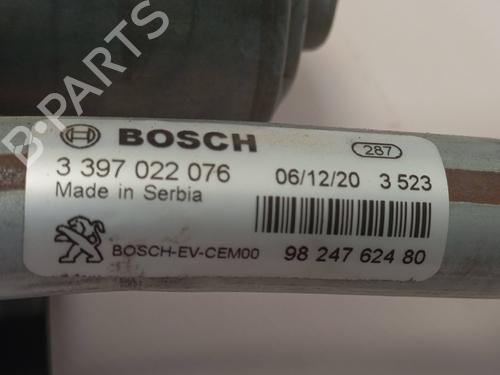 B-PARTS
BOSCH
287
3 397 022 076
06/12/20 3 523
Made in Serbia
BOSCH-EV-CEM00
98 247 624 80